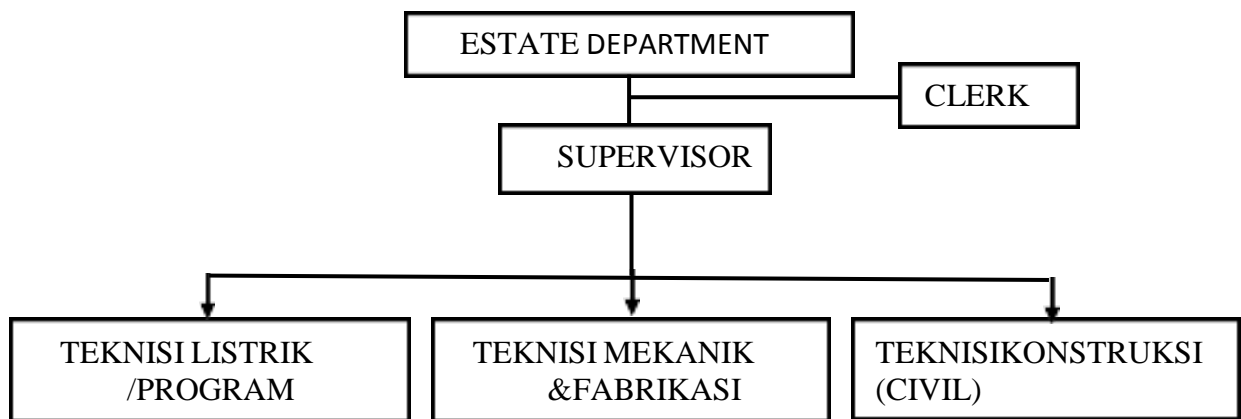 ESTATE DEPARTMENT
CLERK
SUPERVISOR
TEKNISI LISTRIK
/PROGRAM
TEKNISI MEKANIK
&FABRIKASI
TEKNISIKONSTRUKSI
(CIVIL)